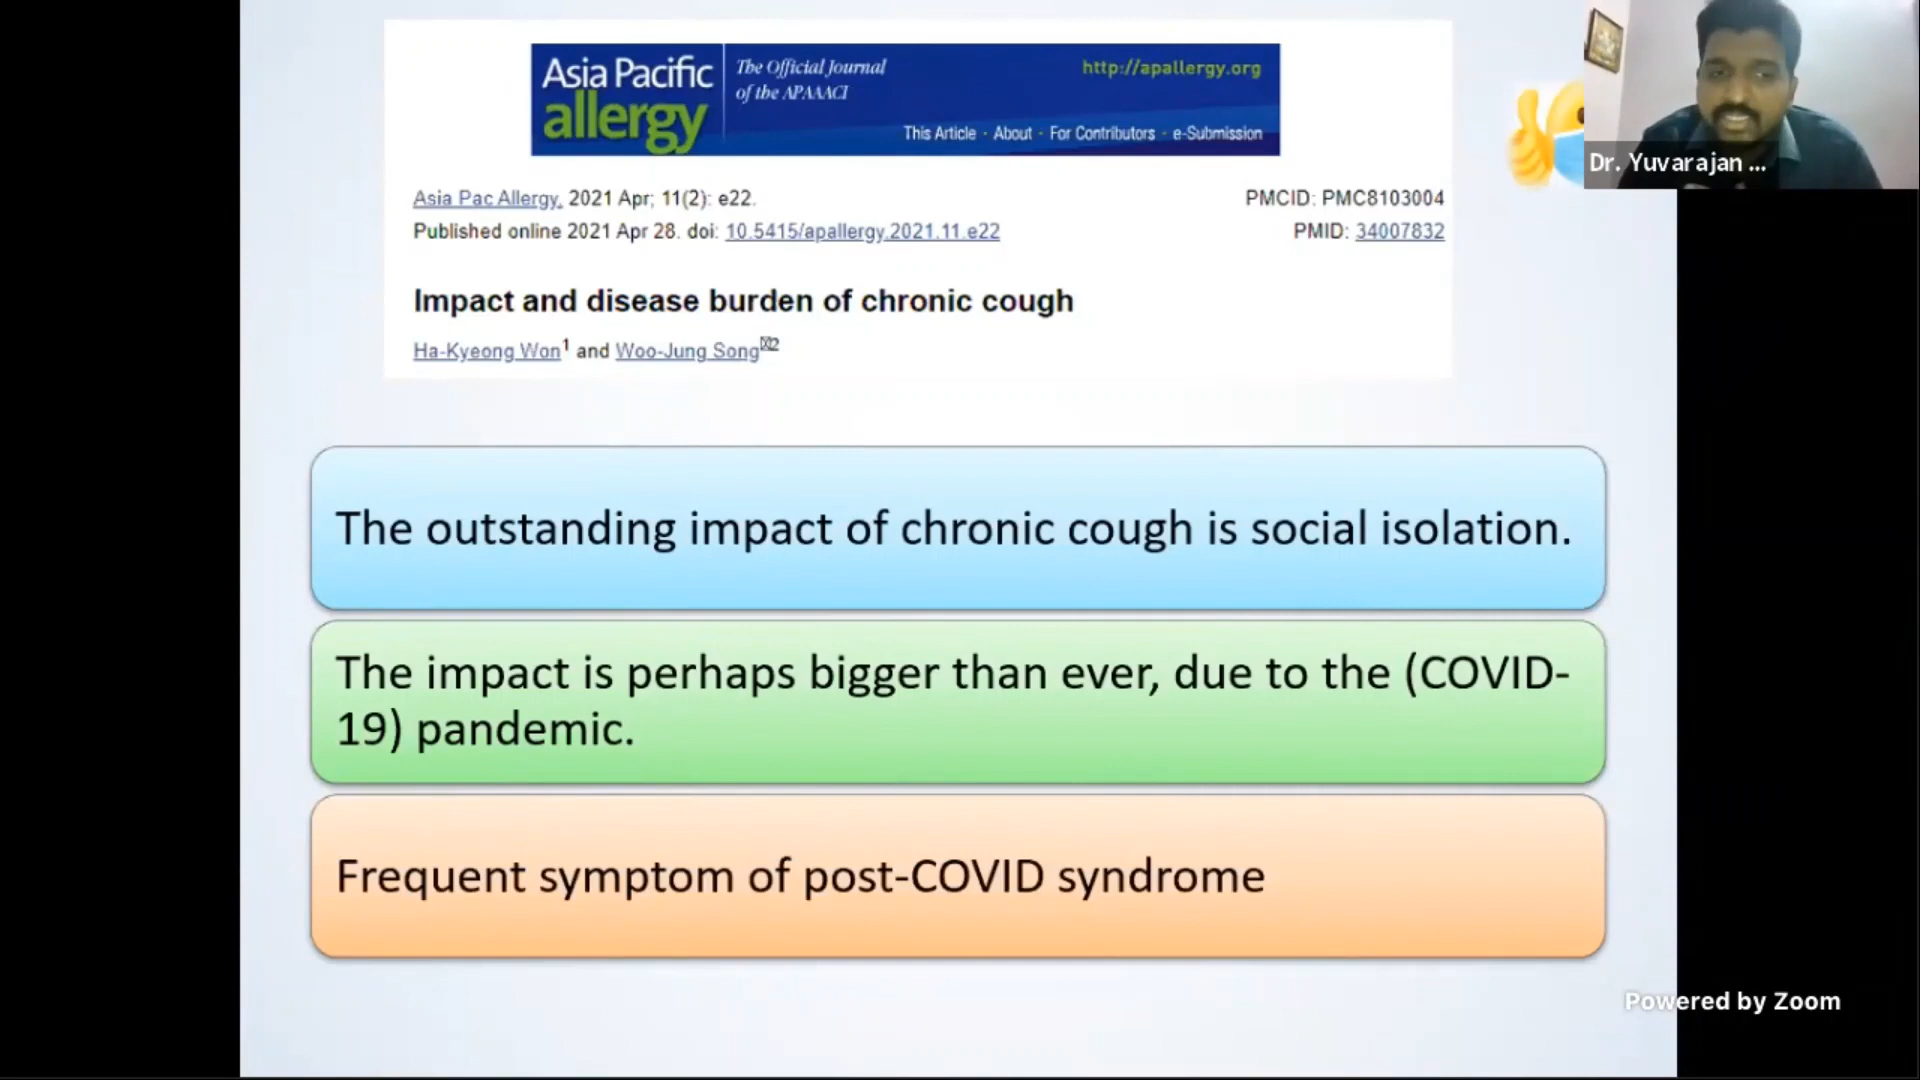 Asia Pacific
allergy
The Official Journal
of the APAAACI
http://apallergy.org
This Article · About · For Contributors · e-Submission
Dr. Yuvarajan ...
Asia Pac Allergy. 2021 Apr; 11(2): e22.
PMCID: PMC8103004
Published online 2021 Apr 28. doi: 10.5415/apallergy.2021.11.e22
PMID: 34007832
Impact and disease burden of chronic cough
Ha-Kyeong Won1 and Woo-Jung Song✉2
The outstanding impact of chronic cough is social isolation.
The impact is perhaps bigger than ever, due to the (COVID-
19) pandemic.
Frequent symptom of post-COVID syndrome
Powered by Zoom